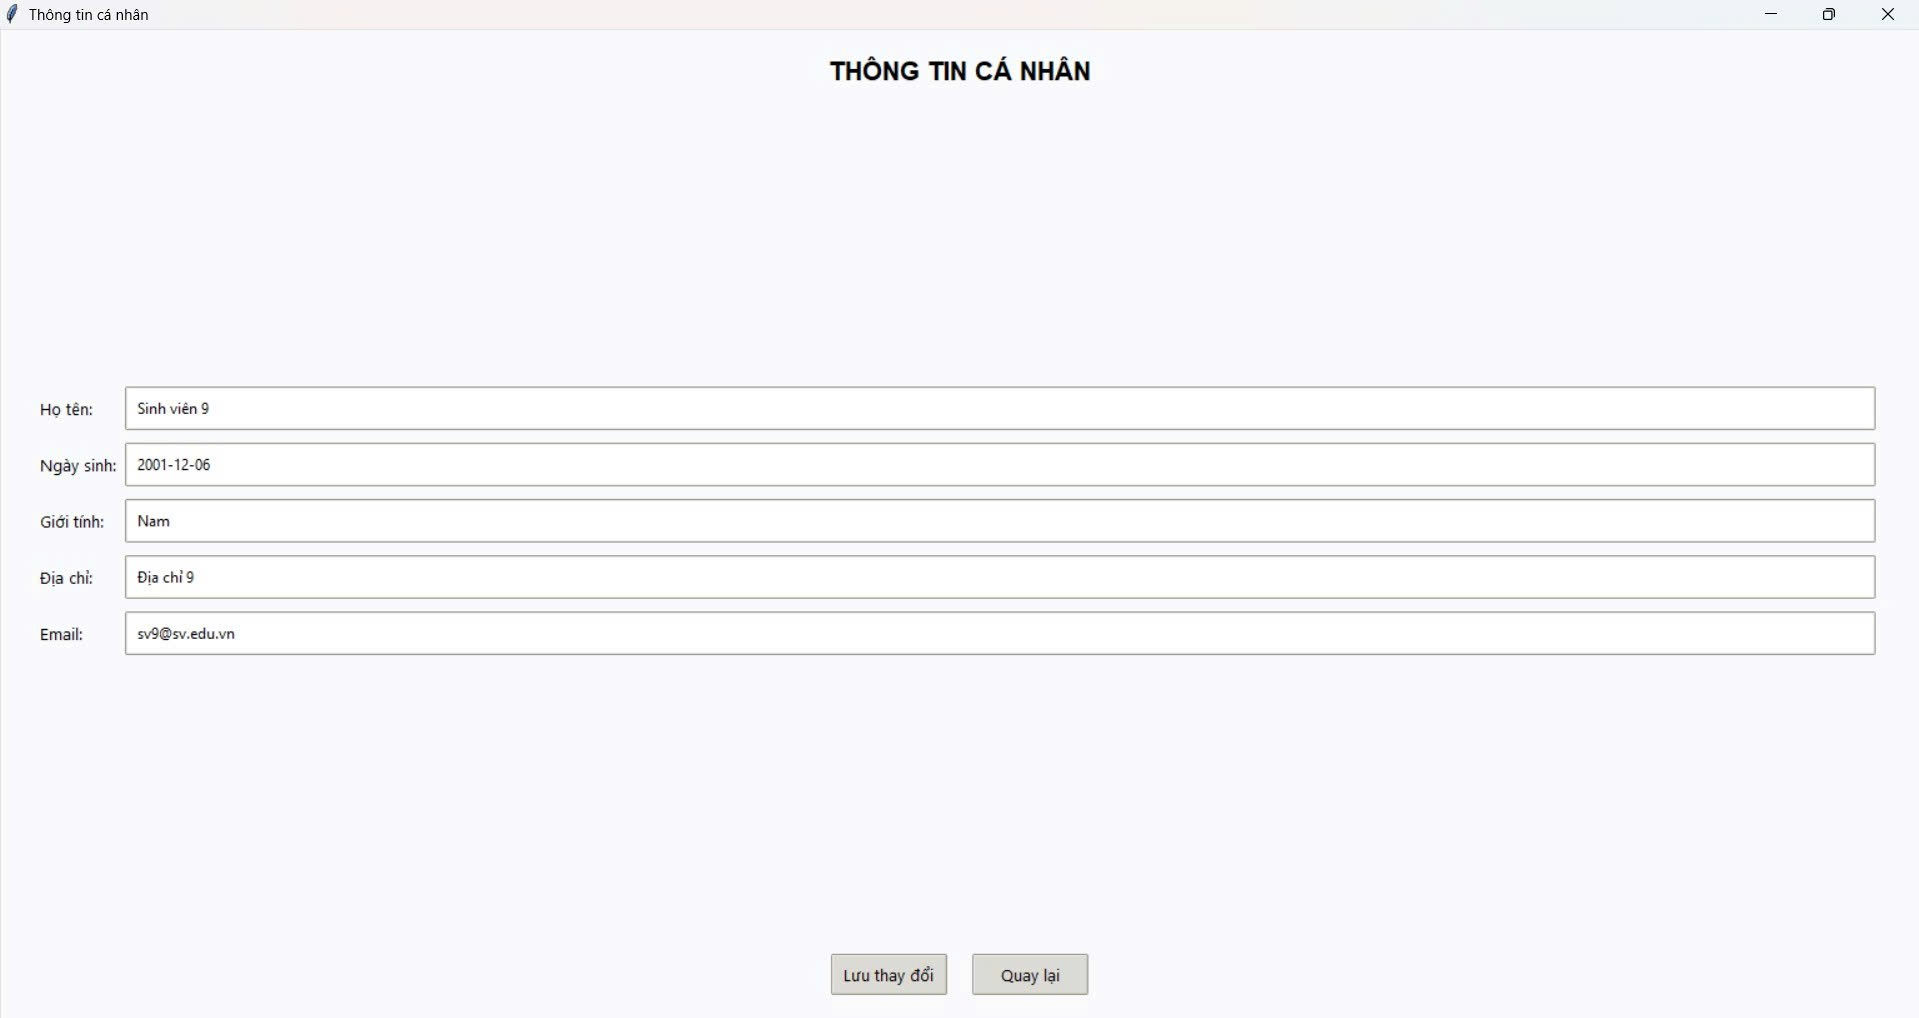 Thông tin cá nhân
THÔNG TIN CÁ NHÂN
Họ tên: Sinh viên 9
Ngày sinh: 2001-12-06
Giới tính: Nam
Địa chỉ: Địa chỉ 9
Email: sv9@sv.edu.vn
Lưu thay đổi Quay lại